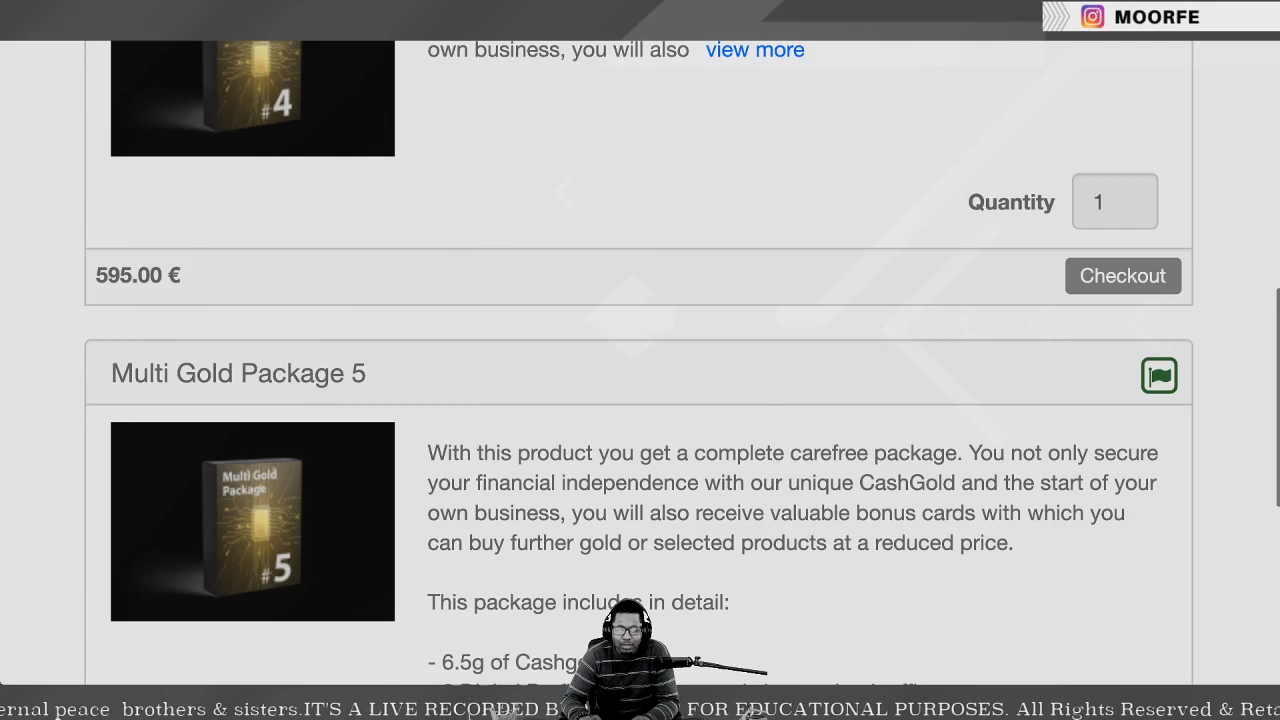 MOORFE
own business, you will also view more
#4
Quantity 1
595.00 € Checkout
Multi Gold Package 5
Multi Gold
Package
#5
With this product you get a complete carefree package. You not only secure
your financial independence with our unique CashGold and the start of your
own business, you will also receive valuable bonus cards with which you
can buy further gold or selected products at a reduced price.
This package includes in detail:
- 6.5g of Cashg
ernal peace brothers & sisters.IT'S A LIVE RECORDED B FOR EDUCATIONAL PURPOSES. All Rights Reserved & Reta